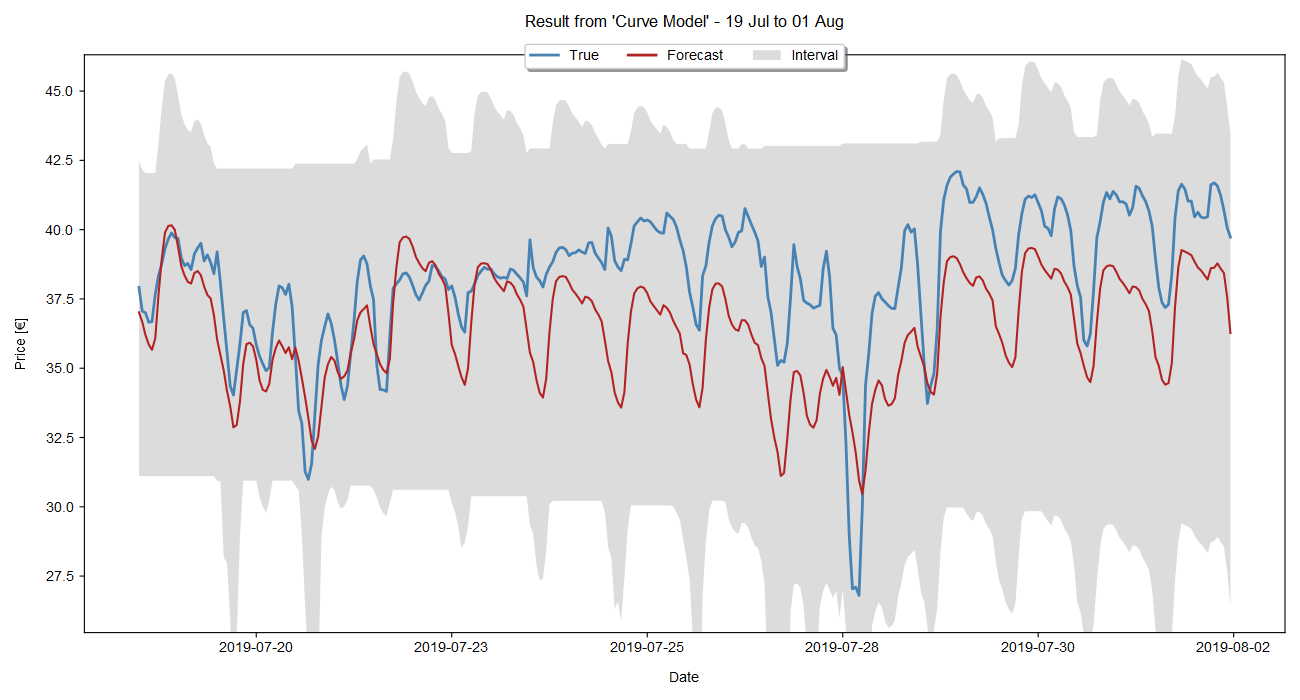 Result from 'Curve Model' - 19 Jul to 01 Aug
True Forecast Interval
45.0
42.5
40.0
37.5
35.0
32.5
30.0
27.5
Price [€]
2019-07-20 2019-07-23 2019-07-25 2019-07-28 2019-07-30 2019-08-02
Date